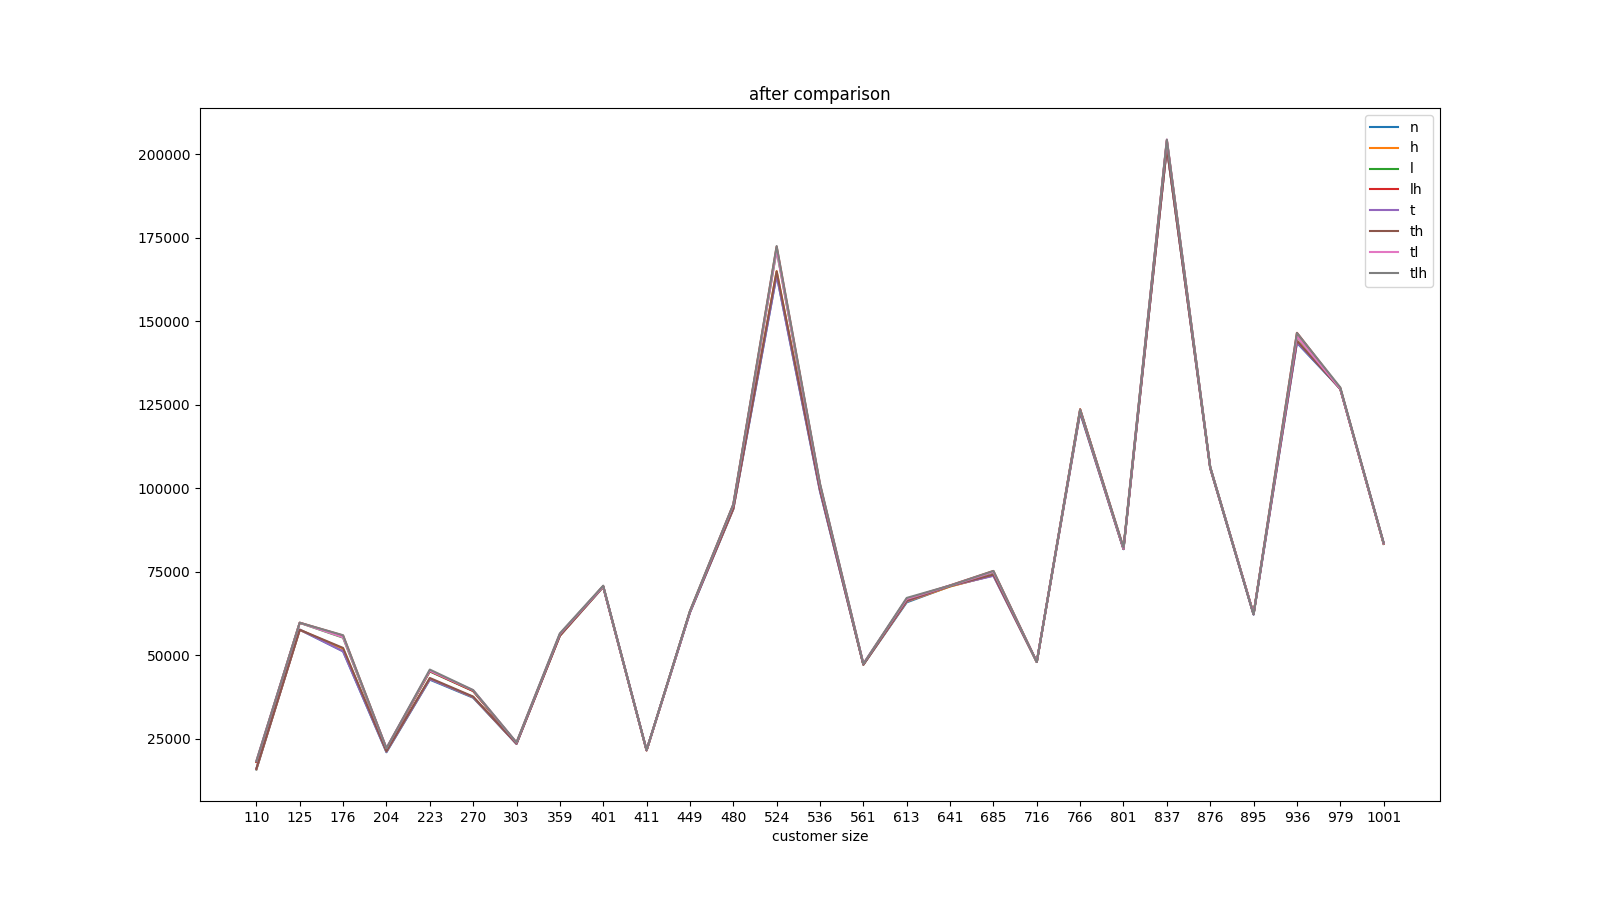 after comparison
200000
175000
150000
125000
100000
75000
50000
25000
n
h
l
lh
t
th
tl
tlh
110 125 176 204 223 270 303 359 401 411 449 480 524 536 561 613 641 685 716 766 801 837 876 895 936 979 1001
customer size